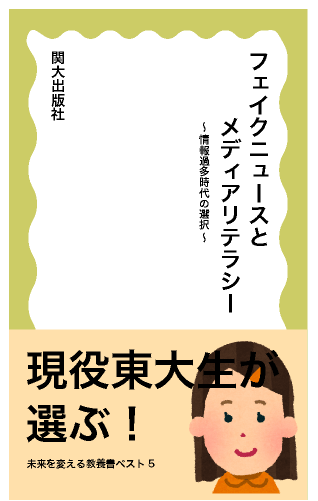 フェイクニュースと
メディアリテラシー
～情報過多時代の選択～
関大出版社
現役東大生が
選ぶ！
未来を変える教養書ベスト5